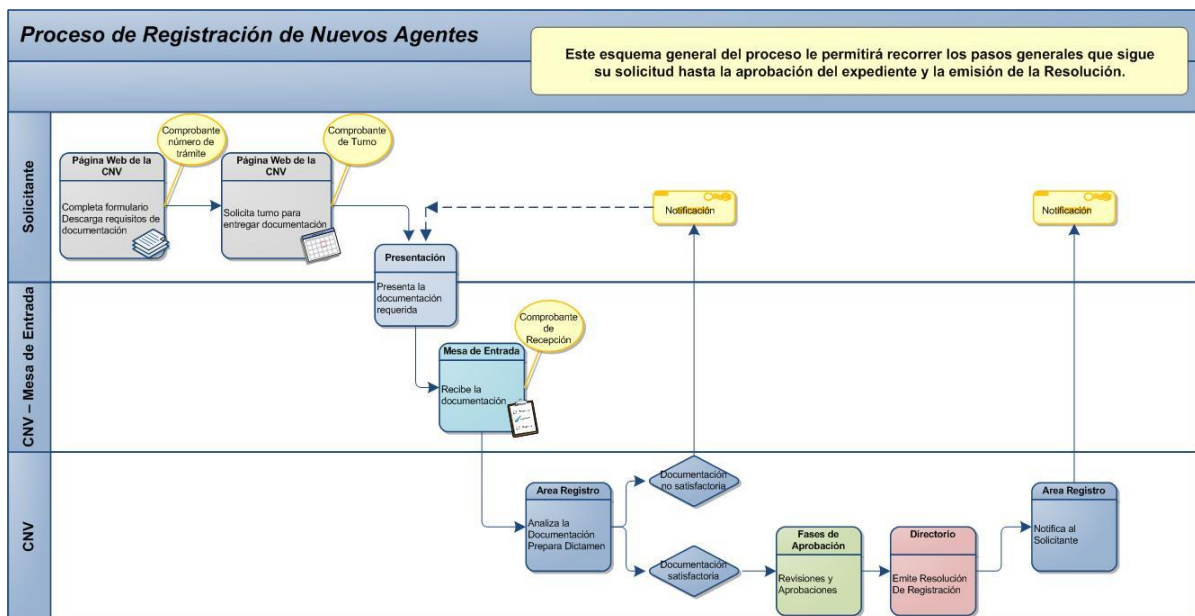 Proceso de Registración de Nuevos Agentes
Este esquema general del proceso le permitirá recorrer los pasos generales que sigue
su solicitud hasta la aprobación del expediente y la emisión de la Resolución.
Solicitante
Comprobante
número de
trámite
Comprobante
de Turno
Página Web de la
CNV
Completa formulario
Descarga requisitos de
documentación
Página Web de la
CNV
Solicita turno para
entregar documentación
Notificación
Notificación
Presentación
Presenta la
documentación
requerida
CNV – Mesa de Entrada
Comprobante
de
Recepción
Mesa de Entrada
Recibe la
documentación
CNV
Documentación
no satisfactoria
Area Registro
Analiza la
Documentación
Prepara Dictamen
Documentación
satisfactoria
Fases de
Aprobación
Revisiones y
Aprobaciones
Directorio
Emite Resolución
De Registración
Area Registro
Notifica al
Solicitante